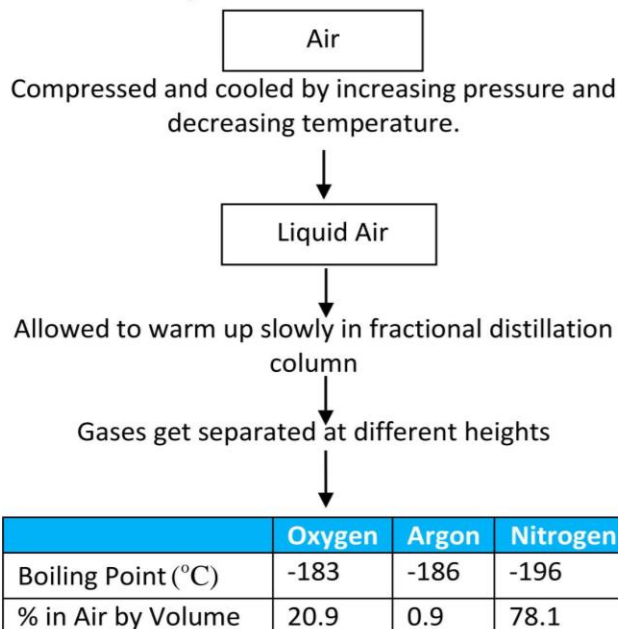 Air
Compressed and cooled by increasing pressure and
decreasing temperature.
Liquid Air
Allowed to warm up slowly in fractional distillation
column
Gases get separated at different heights
Oxygen Argon Nitrogen
Boiling Point (°C) -183 -186 -196
% in Air by Volume 20.9 0.9 78.1